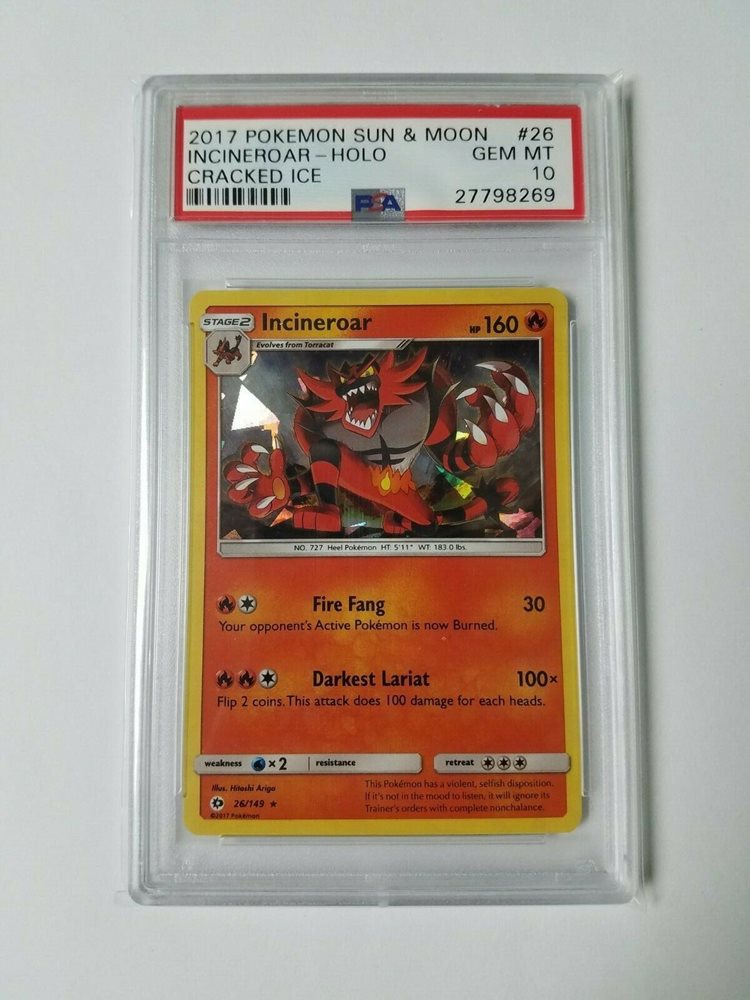 2017 POKEMON SUN & MOON #26
INCINEROAR - HOLO GEM MT
CRACKED ICE 10
PSA 27798269
STAGE2 Incineroar HP 160
Evolves from Torracat
NO. 727 Heel Pokémon HT: 5'11" WT: 183.0 lbs.
Fire Fang 30
Your opponent's Active Pokémon is now Burned.
Darkest Lariat 100×
Flip 2 coins. This attack does 100 damage for each heads.
weakness ×2 resistance retreat
Illus. Hitoshi Ariga
26/149 ★
©2017 Pokémon
This Pokémon has a violent, selfish disposition.
If it's not in the mood to listen, it will ignore its
Trainer's orders with complete nonchalance.